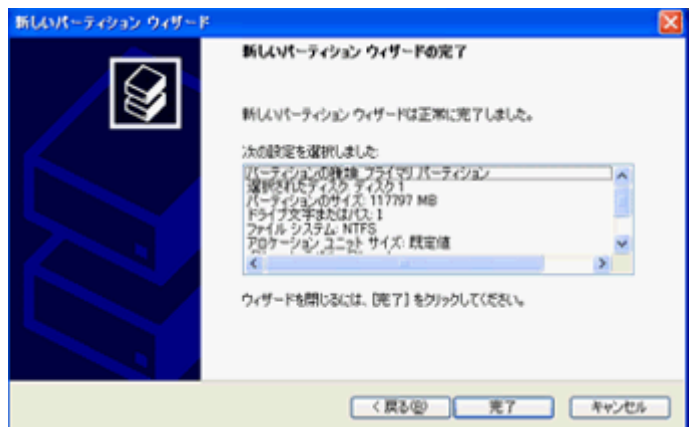 新しいパーティション ウィザード
新しいパーティション ウィザードの完了
新しいパーティション ウィザードは正常に完了しました。
次の設定を選択しました:
パーティションの種類: プライマリ パーティション
選択されたディスク: ディスク 1
パーティションのサイズ: 117797 MB
ドライブ文字またはパス: 1
ファイル システム: NTFS
アロケーション ユニット サイズ: 既定値
ウィザードを閉じるには、[完了] をクリックしてください。
< 戻る(B)
完了
キャンセル